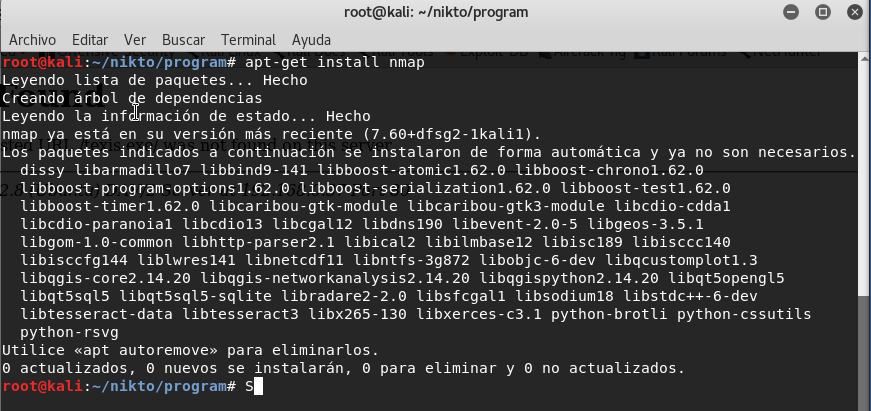 root@kali: ~/nikto/program
Archivo Editar Ver Buscar Terminal Ayuda
root@kali:~/nikto/program# apt-get install nmap
Leyendo lista de paquetes... Hecho
Creando árbol de dependencias
Leyendo la información de estado... Hecho
nmap ya está en su versión más reciente (7.60+dfsg2-1kali1).
Los paquetes indicados a continuación se instalaron de forma automática y ya no son necesarios.
dissy libarmadillo7 libbind9-141 libboost-atomic1.62.0 libboost-chrono1.62.0
libboost-program-options1.62.0 libboost-serialization1.62.0 libboost-test1.62.0
libboost-timer1.62.0 libcaribou-gtk-module libcaribou-gtk3-module libcdio-cdda1
libcdio-paranoia1 libcdio13 libcgal12 libdns190 libevent-2.0-5 libgeos-3.5.1
libgom-1.0-common libhttp-parser2.1 libical2 libilmbase12 libisc189 libisccc140
libisccfg144 liblwres141 libnetcdf11 libntfs-3g872 libobjc-6-dev libqcustomplot1.3
libqgis-core2.14.20 libqgis-networkanalysis2.14.20 libqgispython2.14.20 libqt5opengl5
libqt5sql5 libqt5sql5-sqlite libradare2-2.0 libsfcgal1 libsodium18 libstdc++-6-dev
libtesseract-data libtesseract3 libx265-130 libxerces-c3.1 python-brotli python-cssutils
python-rsvg
Utilice «apt autoremove» para eliminarlos.
0 actualizados, 0 nuevos se instalarán, 0 para eliminar y 0 no actualizados.
root@kali:~/nikto/program# S